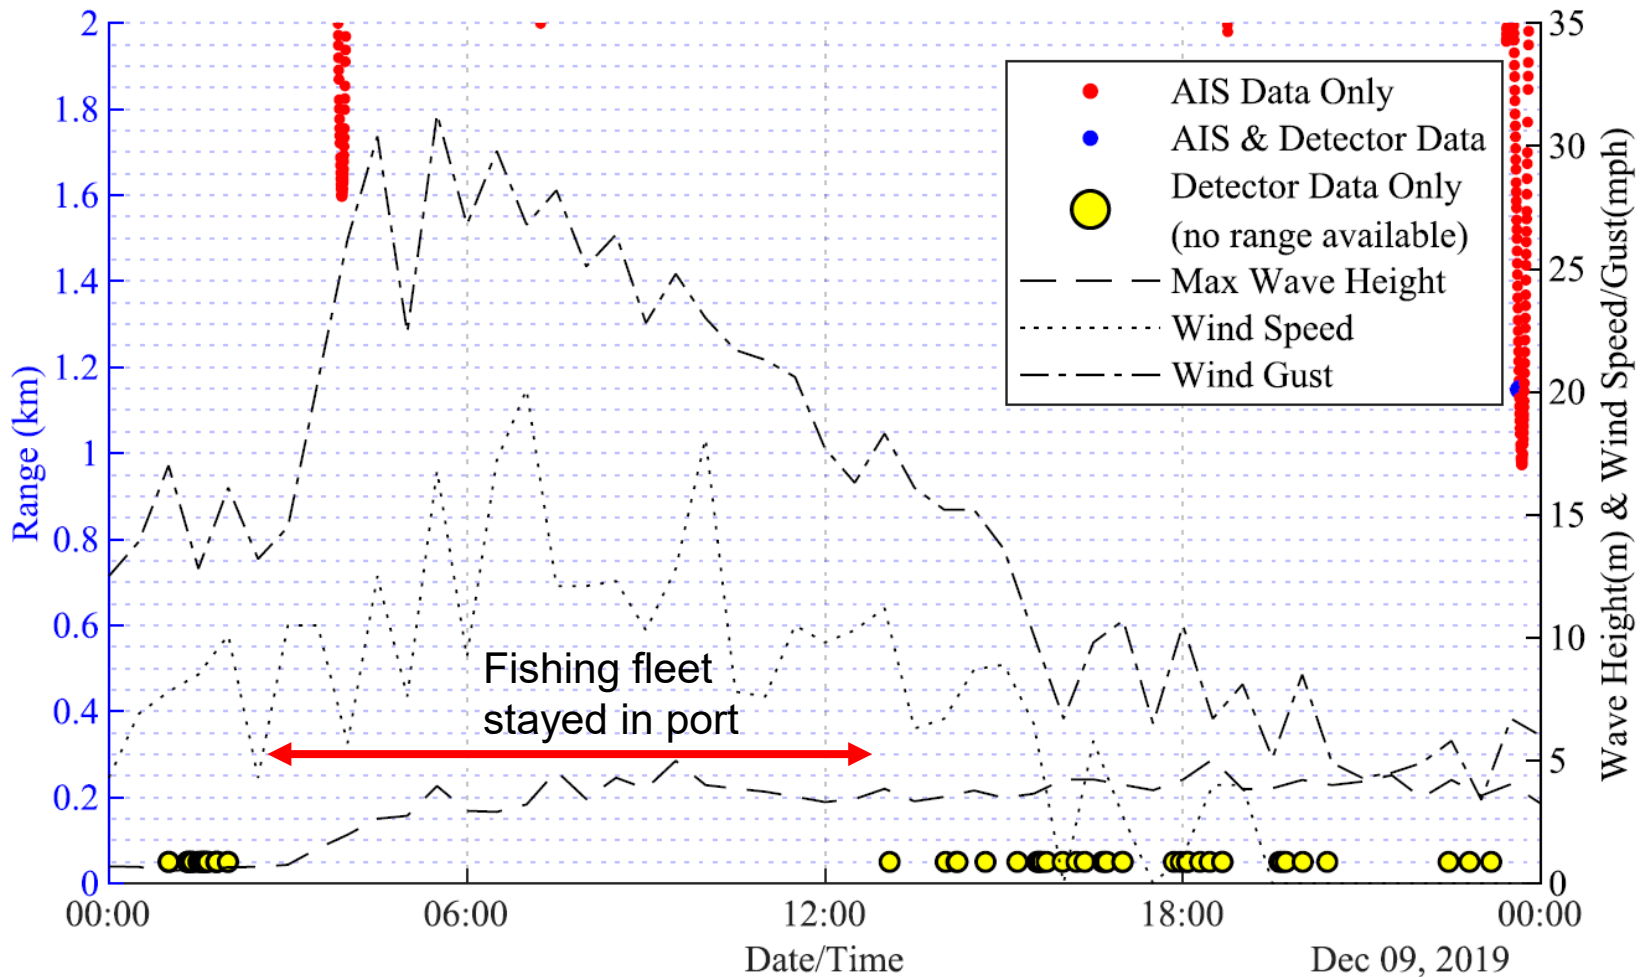 2
1.8
1.6
1.4
1.2
1
0.8
0.6
0.4
0.2
0
Range (km)
35
30
25
20
15
10
5
0
Wave Height(m) & Wind Speed/Gust(mph)
AIS Data Only
AIS & Detector Data
Detector Data Only
(no range available)
Max Wave Height
Wind Speed
Wind Gust
Fishing fleet
stayed in port
00:00 06:00 12:00 18:00 00:00
Date/Time
Dec 09, 2019